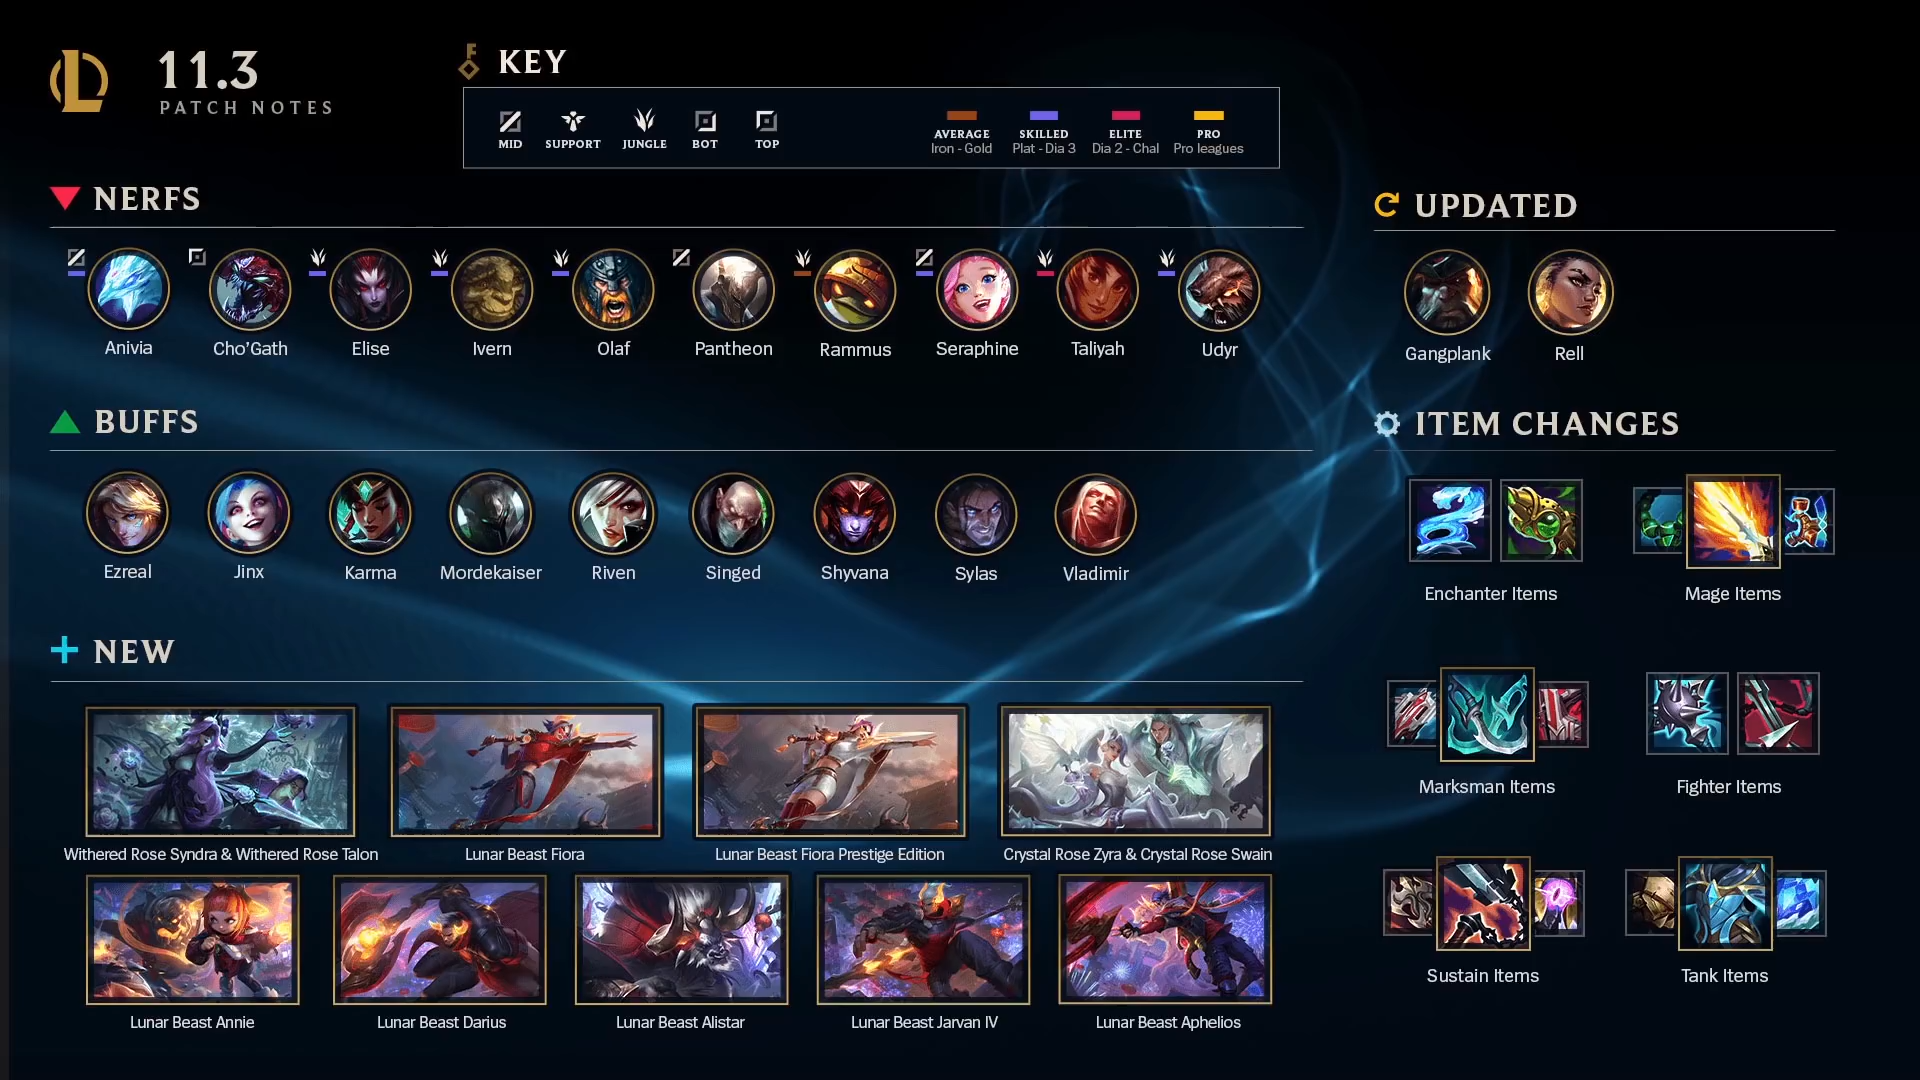 11.3
PATCH NOTES
KEY
MID SUPPORT JUNGLE BOT TOP
AVERAGE SKILLED ELITE PRO
Iron - Gold Plat - Dia 3 Dia 2 - Chal Pro leagues
NERFS
Anivia Cho'Gath Elise Ivern Olaf Pantheon Rammus Seraphine Taliyah Udyr
BUFFS
Ezreal Jinx Karma Mordekaiser Riven Singed Shyvana Sylas Vladimir
NEW
Withered Rose Syndra & Withered Rose Talon Lunar Beast Fiora Lunar Beast Fiora Prestige Edition Crystal Rose Zyra & Crystal Rose Swain
Lunar Beast Annie Lunar Beast Darius Lunar Beast Alistar Lunar Beast Jarvan IV Lunar Beast Aphelios
UPDATED
Gangplank Rell
ITEM CHANGES
Enchanter Items Mage Items
Marksman Items Fighter Items
Sustain Items Tank Items